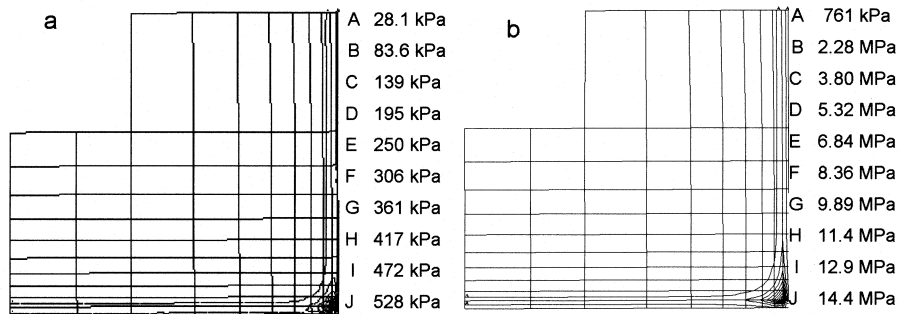 a
A 28.1 kPa
B 83.6 kPa
C 139 kPa
D 195 kPa
E 250 kPa
F 306 kPa
G 361 kPa
H 417 kPa
I 472 kPa
J 528 kPa
b
A 761 kPa
B 2.28 MPa
C 3.80 MPa
D 5.32 MPa
E 6.84 MPa
F 8.36 MPa
G 9.89 MPa
H 11.4 MPa
I 12.9 MPa
J 14.4 MPa